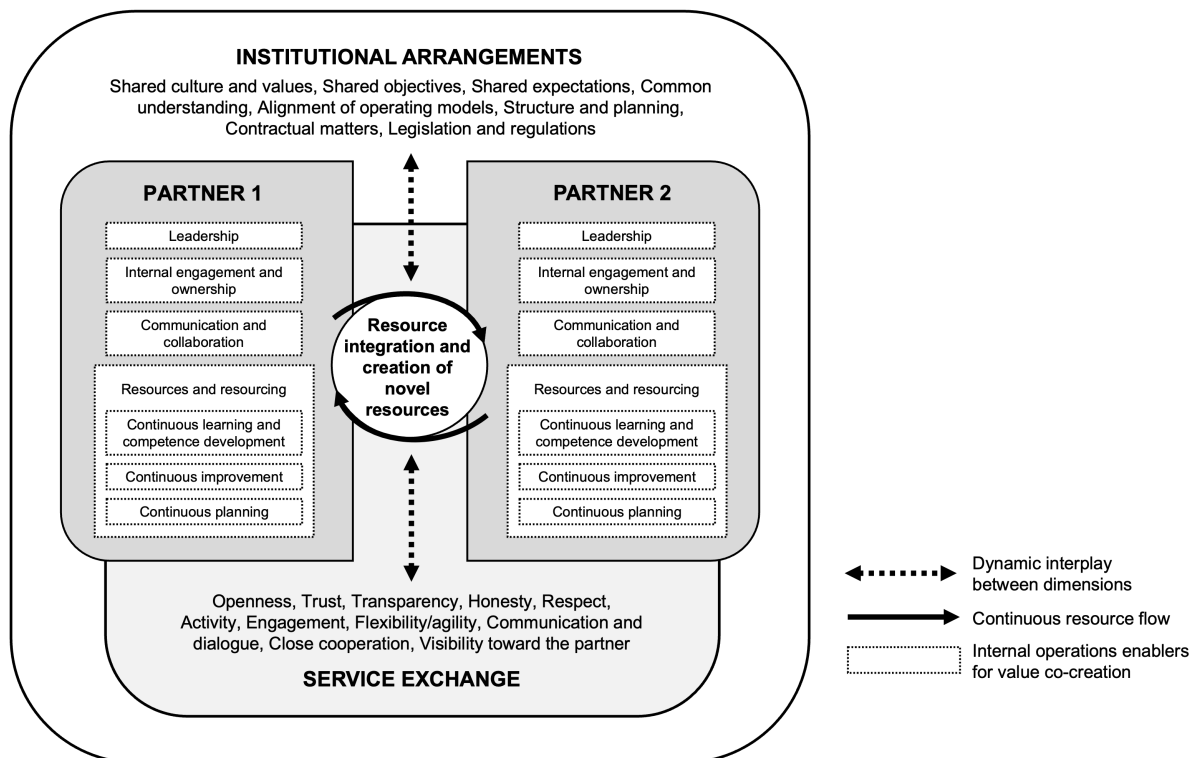 INSTITUTIONAL ARRANGEMENTS
Shared culture and values, Shared objectives, Shared expectations, Common
understanding, Alignment of operating models, Structure and planning,
Contractual matters, Legislation and regulations
PARTNER 1
Leadership
Internal engagement and
ownership
Communication and
collaboration
Resources and resourcing
Continuous learning and
competence development
Continuous improvement
Continuous planning
Resource
integration and
creation of
novel
resources
PARTNER 2
Leadership
Internal engagement and
ownership
Communication and
collaboration
Resources and resourcing
Continuous learning and
competence development
Continuous improvement
Continuous planning
Openness, Trust, Transparency, Honesty, Respect,
Activity, Engagement, Flexibility/agility, Communication and
dialogue, Close cooperation, Visibility toward the partner
SERVICE EXCHANGE
Dynamic interplay
between dimensions
Continuous resource flow
Internal operations enablers
for value co-creation